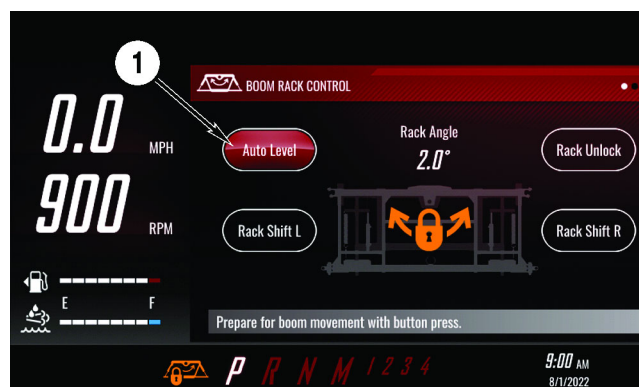 1
BOOM RACK CONTROL
0.0 MPH
Auto Level
Rack Angle
2.0°
Rack Unlock
900 RPM
Rack Shift L
Rack Shift R
E F
Prepare for boom movement with button press.
P R N M 1 2 3 4
9:00 AM
8/1/2022